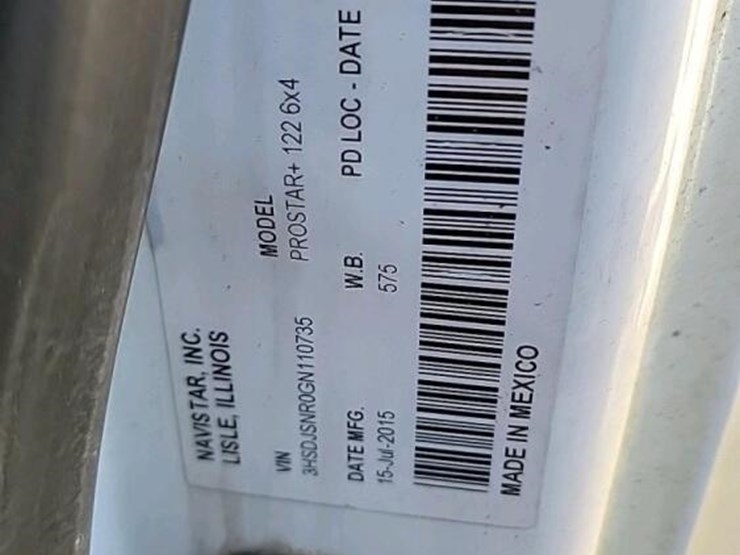 NAVISTAR, INC.
LISLE, ILLINOIS
VIN MODEL
3HSDJSNR0GN110735 PROSTAR+ 122 6x4
DATE MFG. W.B. PD LOC - DATE
15-Jul-2015 575
MADE IN MEXICO